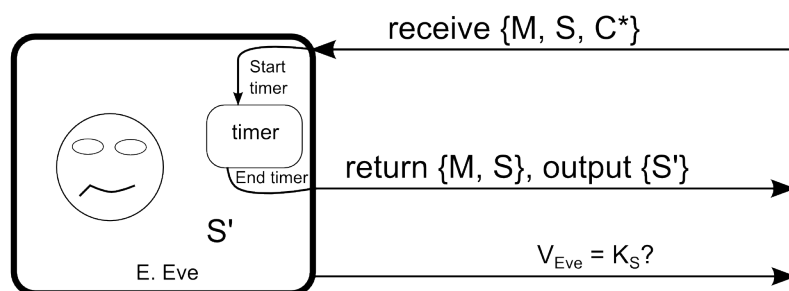 receive {M, S, C*}
Start
timer
timer
End timer
return {M, S}, output {S'}
S'
V_Eve = K_S?
E. Eve